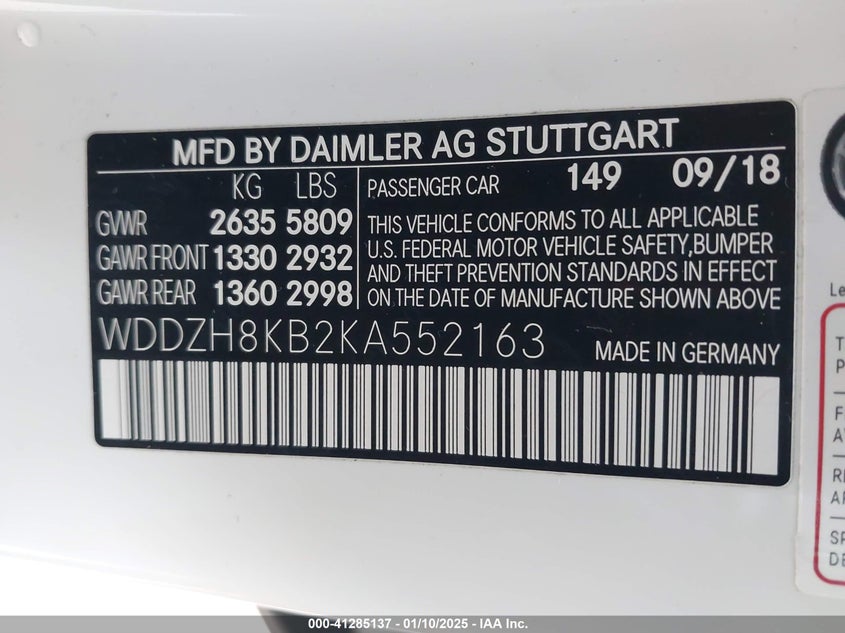 MFD BY DAIMLER AG STUTTGART
KG LBS
GVWR 2635 5809
GAWR FRONT 1330 2932
GAWR REAR 1360 2998
PASSENGER CAR 149 09/18
THIS VEHICLE CONFORMS TO ALL APPLICABLE
U.S. FEDERAL MOTOR VEHICLE SAFETY,BUMPER
AND THEFT PREVENTION STANDARDS IN EFFECT
ON THE DATE OF MANUFACTURE SHOWN ABOVE
WDDZH8KB2KA552163 MADE IN GERMANY
000-41285137 - 01/10/2025 - IAA Inc.